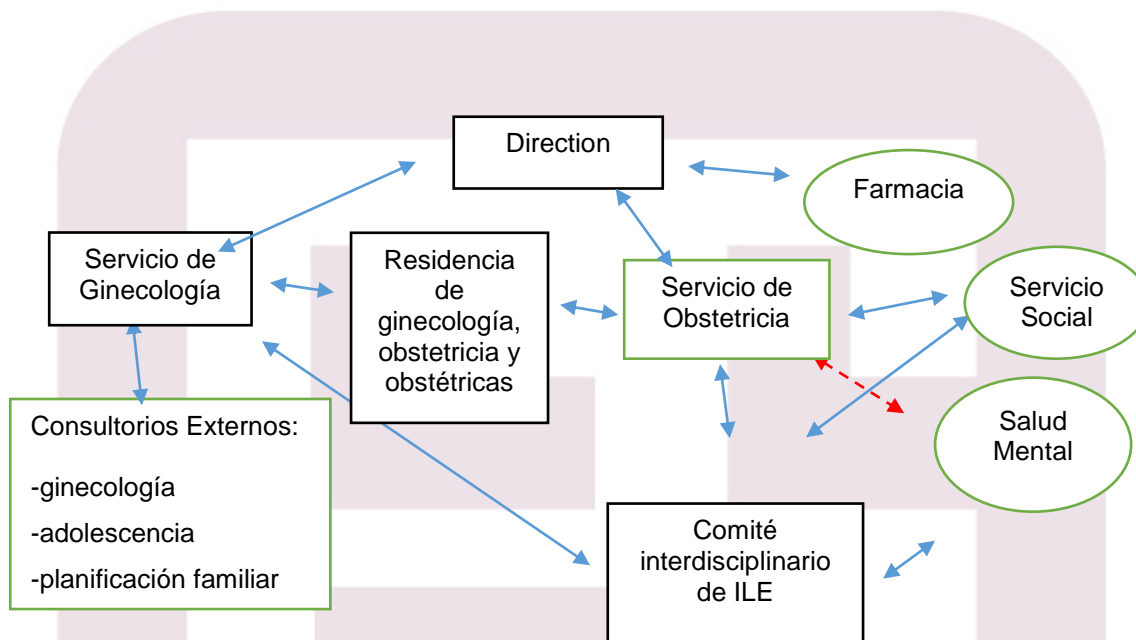 Direction
Farmacia
Servicio de
Ginecología
Residencia
de
ginecología,
obstetricia y
obstétricas
Servicio de
Obstetricia
Servicio
Social
Consultorios Externos:
-ginecología
-adolescencia
-planificación familiar
Salud
Mental
Comité
interdisciplinario
de ILE